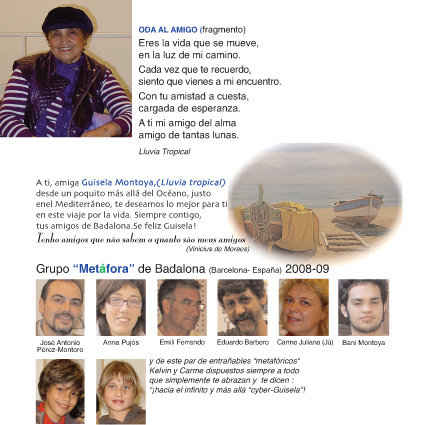 ODA AL AMIGO (fragmento)
Eres la vida que se mueve,
en la luz de mi camino.
Cada vez que te recuerdo,
siento que vienes a mi encuentro.
Con tu amistad a cuesta,
cargada de esperanza.
A ti mi amigo del alma
amigo de tantas lunas.
Lluvia Tropical
A ti, amiga Guisela Montoya,(Lluvia tropical)
desde un poquito más allá del Océano, justo
enel Mediterráneo, te deseamos lo mejor para ti
en este viaje por la vida. Siempre contigo,
tus amigos de Badalona.Se feliz Guisela!
Tenho amigos que não sabem o quanto são meus amigos
(Vinicius de Moraes)
Grupo “Metáfora” de Badalona (Barcelona- España) 2008-09
José Antonio
Pérez-Montoro
Anna Pujós
Emili Ferrando
Eduardo Barbero
Carme Juliana (Jú)
Bani Montoya
y de este par de entrañables "metafóricos"
Kelvin y Carme dispuestos siempre a todo
que simplemente te abrazan y te dicen :
"¡hacia el infinito y más allá "cyber-Guisela"!